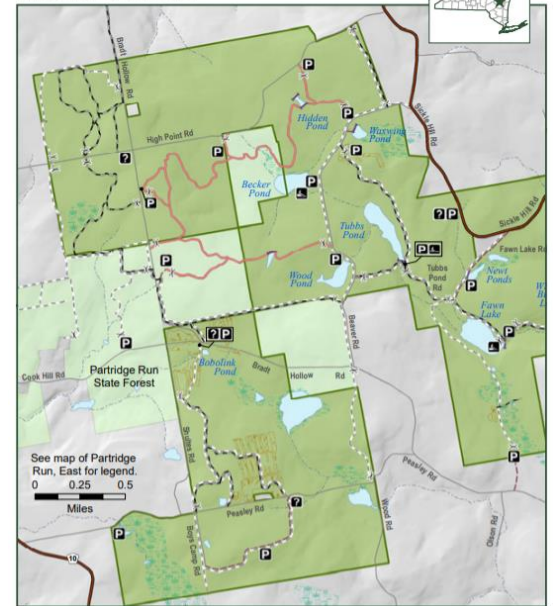 Bradt
Hollow
Rd
Sickle Hill Rd
Hidden
Pond
Waxwing
High Point Rd
Becker
Pond
Tubbs
Pond
Sickle Hill Rd
Fawn Lake Rd
Newt
Ponds
Tubbs
Pond
Rd
Wood
Pond
Fawn
Lake
Beaver Rd
Partridge Run
State Forest
Cook Hill Rd
Bobolink
Pond
Bradt
Hollow
Rd
See map of Partridge
Run, East for legend.
0 0.25 0.5
Miles
Shultes Rd
Peasley Rd
Peasley Rd
Wood Rd
Boys Camp Rd
Olson Rd
10
P
P
P
P
?
P
P
P
? P
P
P
P
P
P
? P
P
P
?
P
P